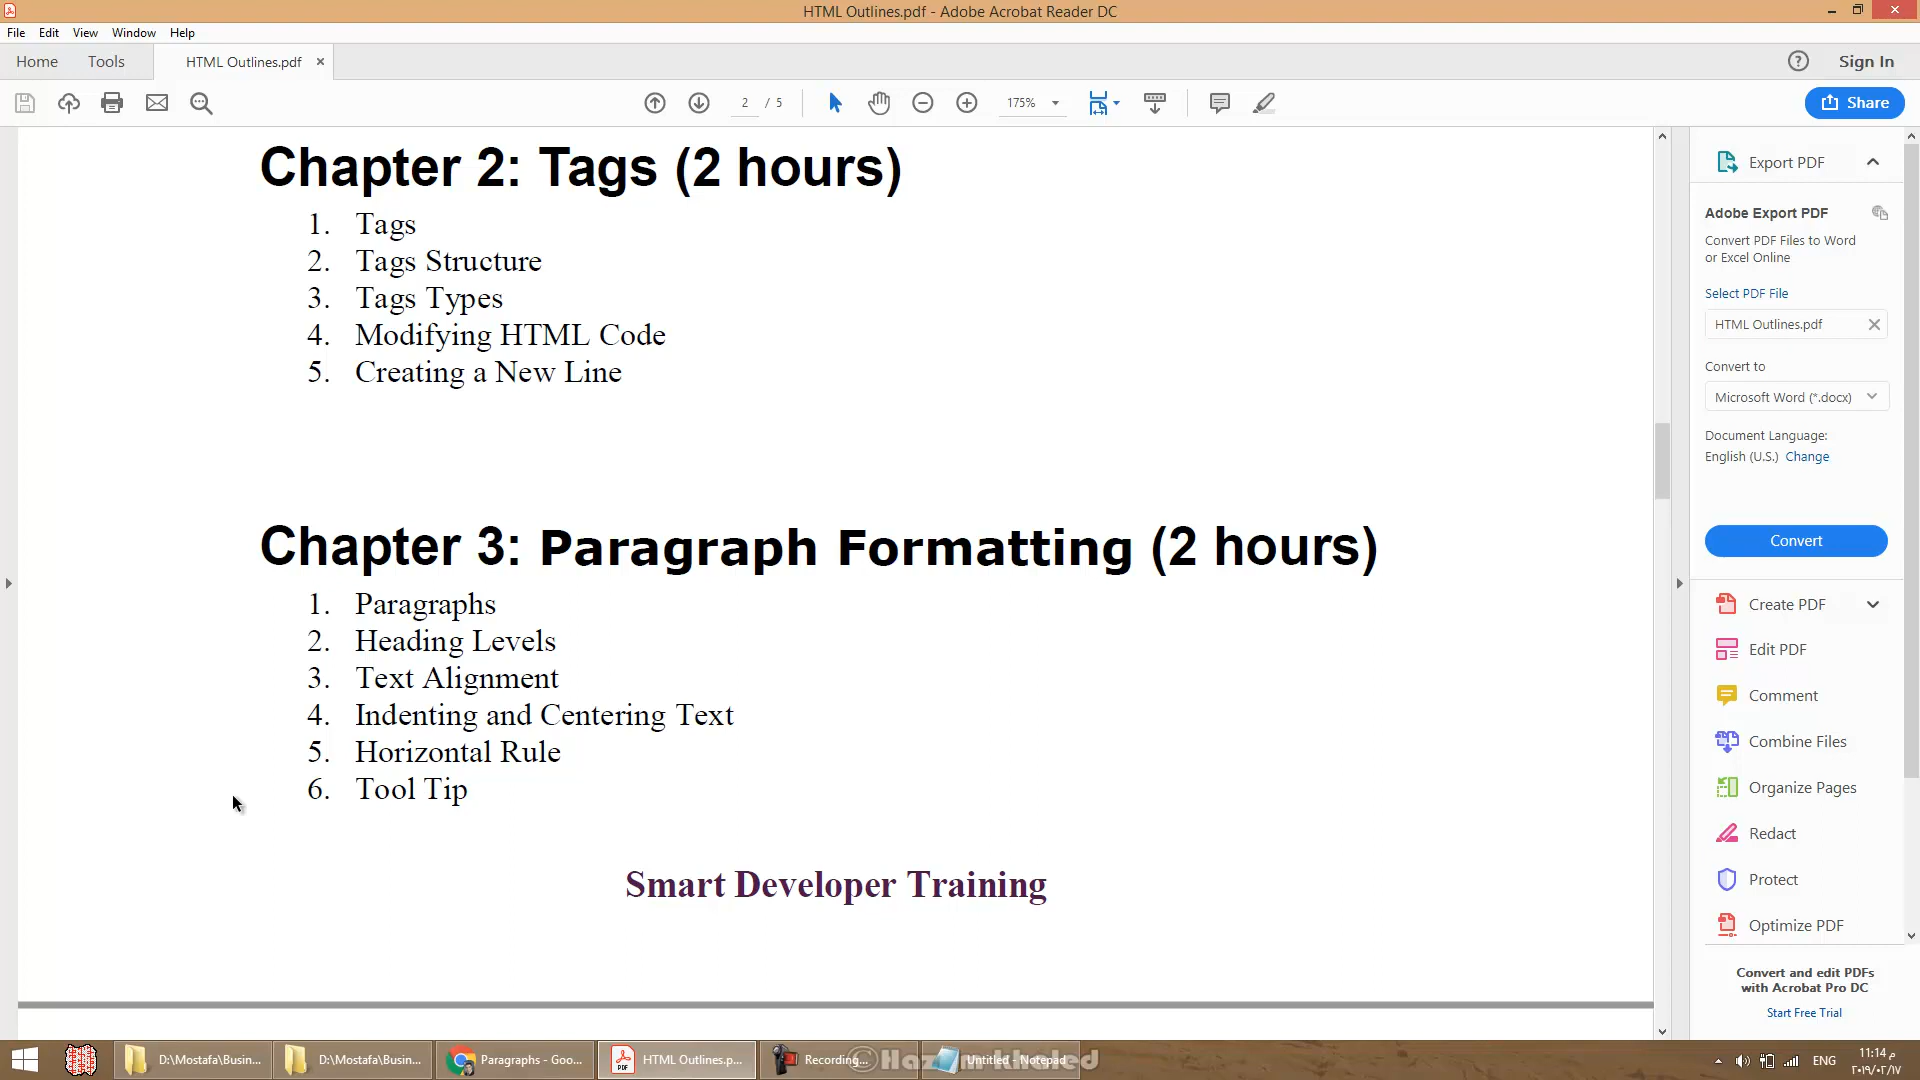 HTML Outlines.pdf - Adobe Acrobat Reader DC
File Edit View Window Help
Home Tools HTML Outlines.pdf × Sign In
2 / 5 175% Share
Chapter 2: Tags (2 hours)
1. Tags
2. Tags Structure
3. Tags Types
4. Modifying HTML Code
5. Creating a New Line
Chapter 3: Paragraph Formatting (2 hours)
1. Paragraphs
2. Heading Levels
3. Text Alignment
4. Indenting and Centering Text
5. Horizontal Rule
6. Tool Tip
Smart Developer Training
Export PDF
Adobe Export PDF
Convert PDF Files to Word
or Excel Online
Select PDF File
HTML Outlines.pdf
Convert to
Microsoft Word (*.docx)
Document Language:
English (U.S.) Change
Convert
Create PDF
Edit PDF
Comment
Combine Files
Organize Pages
Redact
Protect
Optimize PDF
Convert and edit PDFs
with Acrobat Pro DC
Start Free Trial
D:\Mostafa\Busin... D:\Mostafa\Busin... Paragraphs - Goo... HTML Outlines.p... Recording... Untitled - Notepad ENG
م 11:14
٢٠١٩/٠٢/١٧